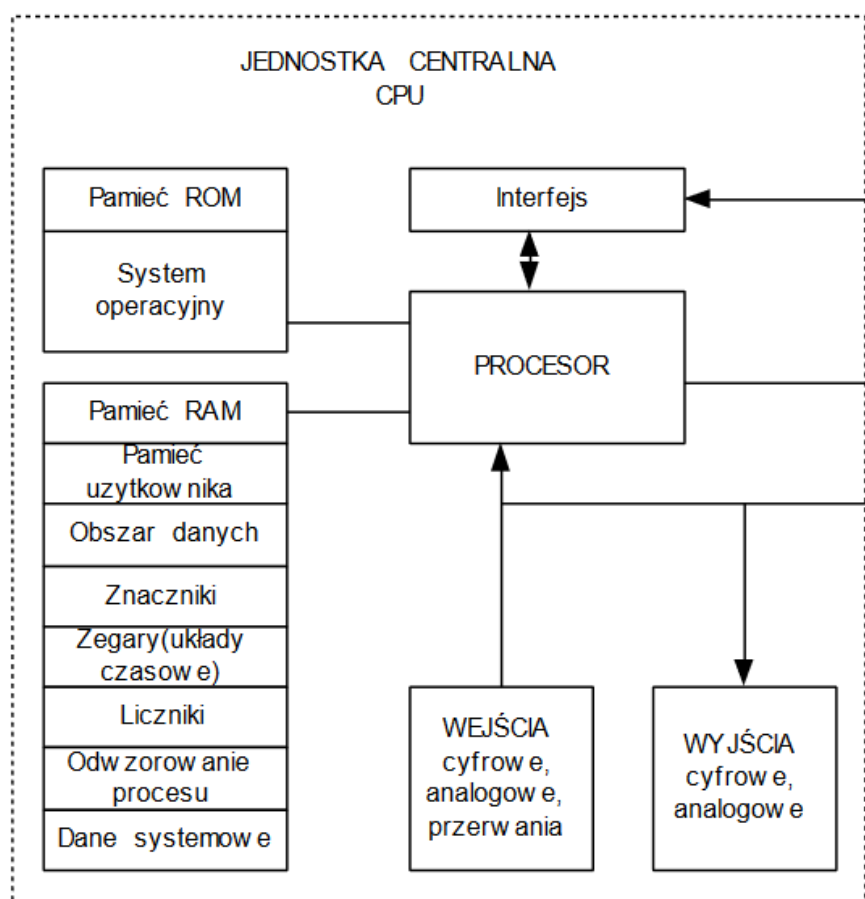 JEDNOSTKA CENTRALNA
CPU
Pamieć ROM
System
operacyjny
Pamieć RAM
Pamieć
uzytkownika
Obszar danych
Znaczniki
Zegary(układy
czasowe)
Liczniki
Odwzorowanie
procesu
Dane systemowe
Interfejs
PROCESOR
WEJŚCIA
cyfrowe,
analogowe,
przerwania
WYJŚCIA
cyfrowe,
analogowe